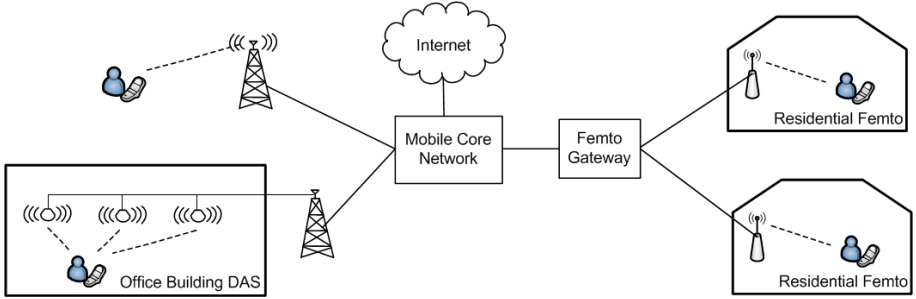 Internet
Mobile Core
Network
Femto
Gateway
Residential Femto
Office Building DAS
Residential Femto